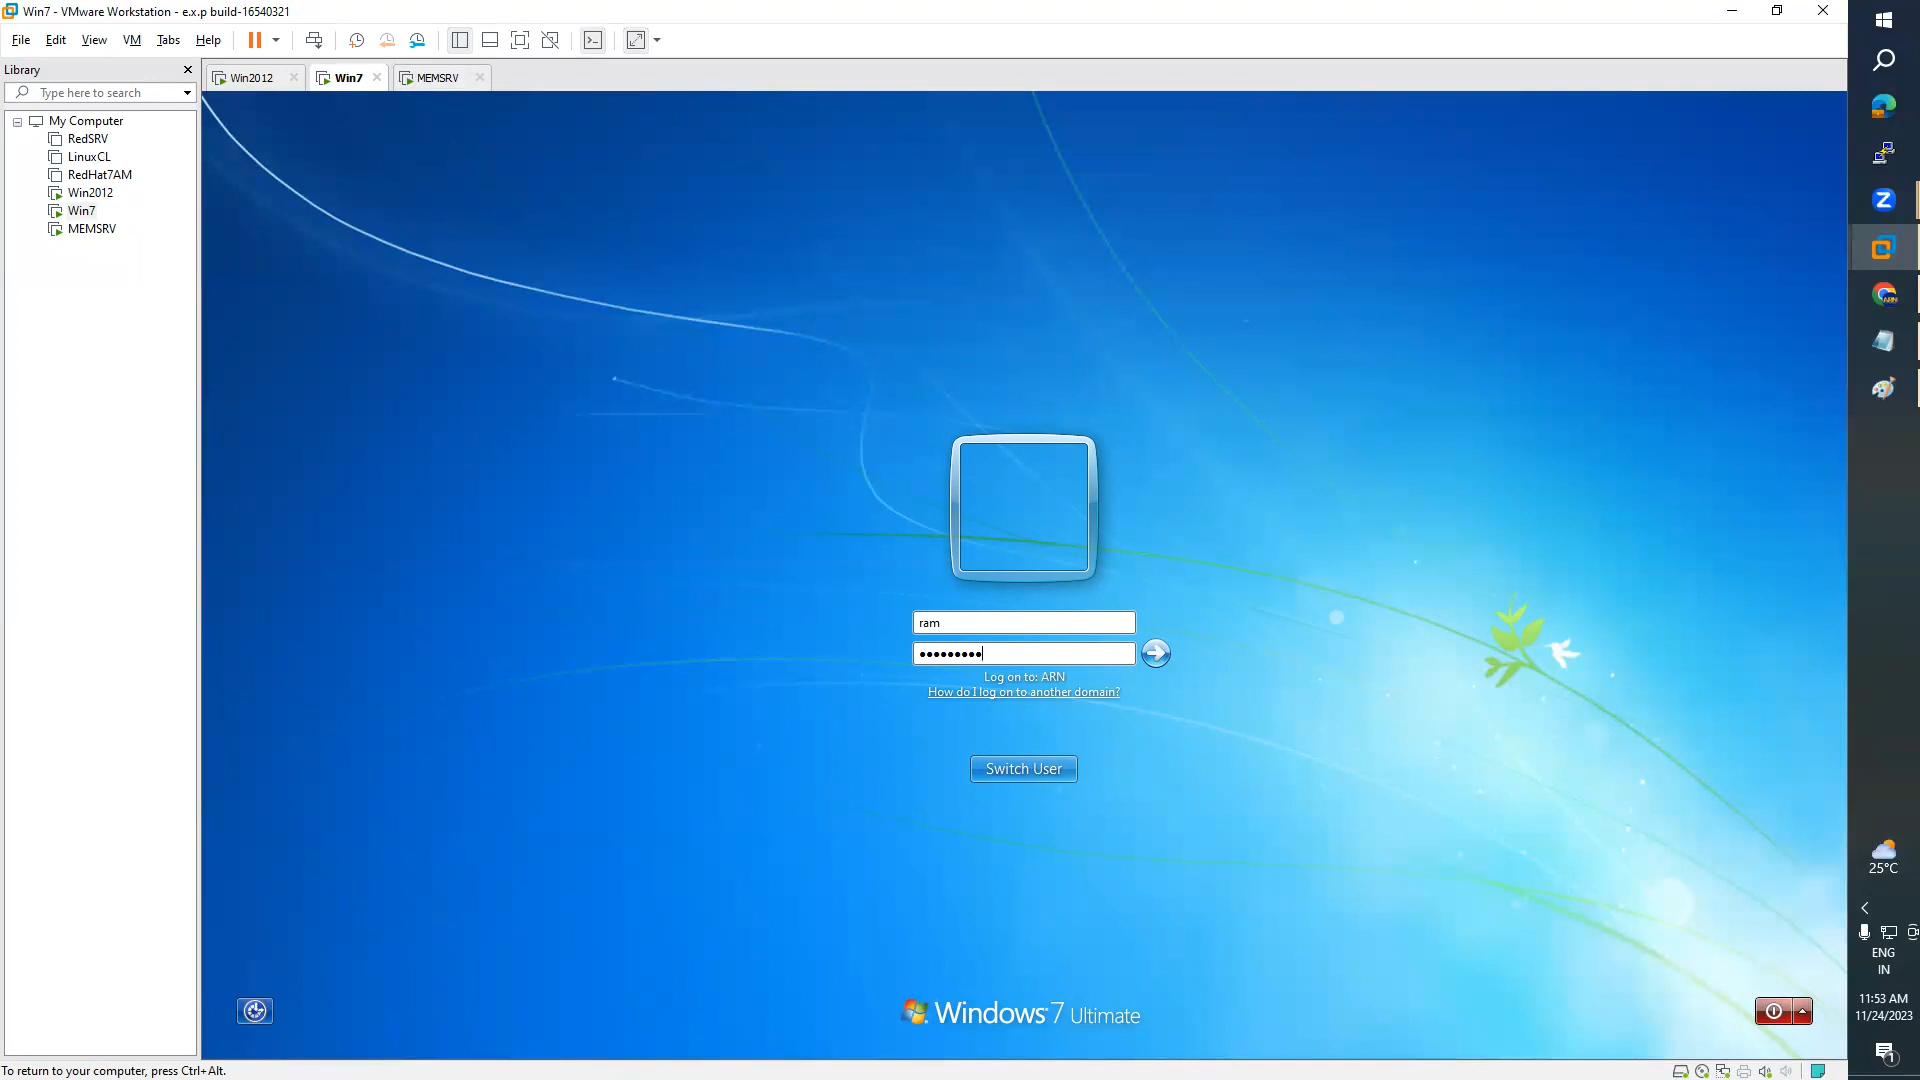 Win7 - VMware Workstation - e.x.p build-16540321
File Edit View VM Tabs Help
Library
Type here to search
My Computer
RedSRV
LinuxCL
RedHat7AM
Win2012
Win7
MEMSRV
Win2012 Win7 MEMSRV
ram
•••••••••
Log on to: ARN
How do I log on to another domain?
Switch User
Windows 7 Ultimate
25°C
ENG
IN
11:53 AM
11/24/2023
1
To return to your computer, press Ctrl+Alt.
Z
ARN